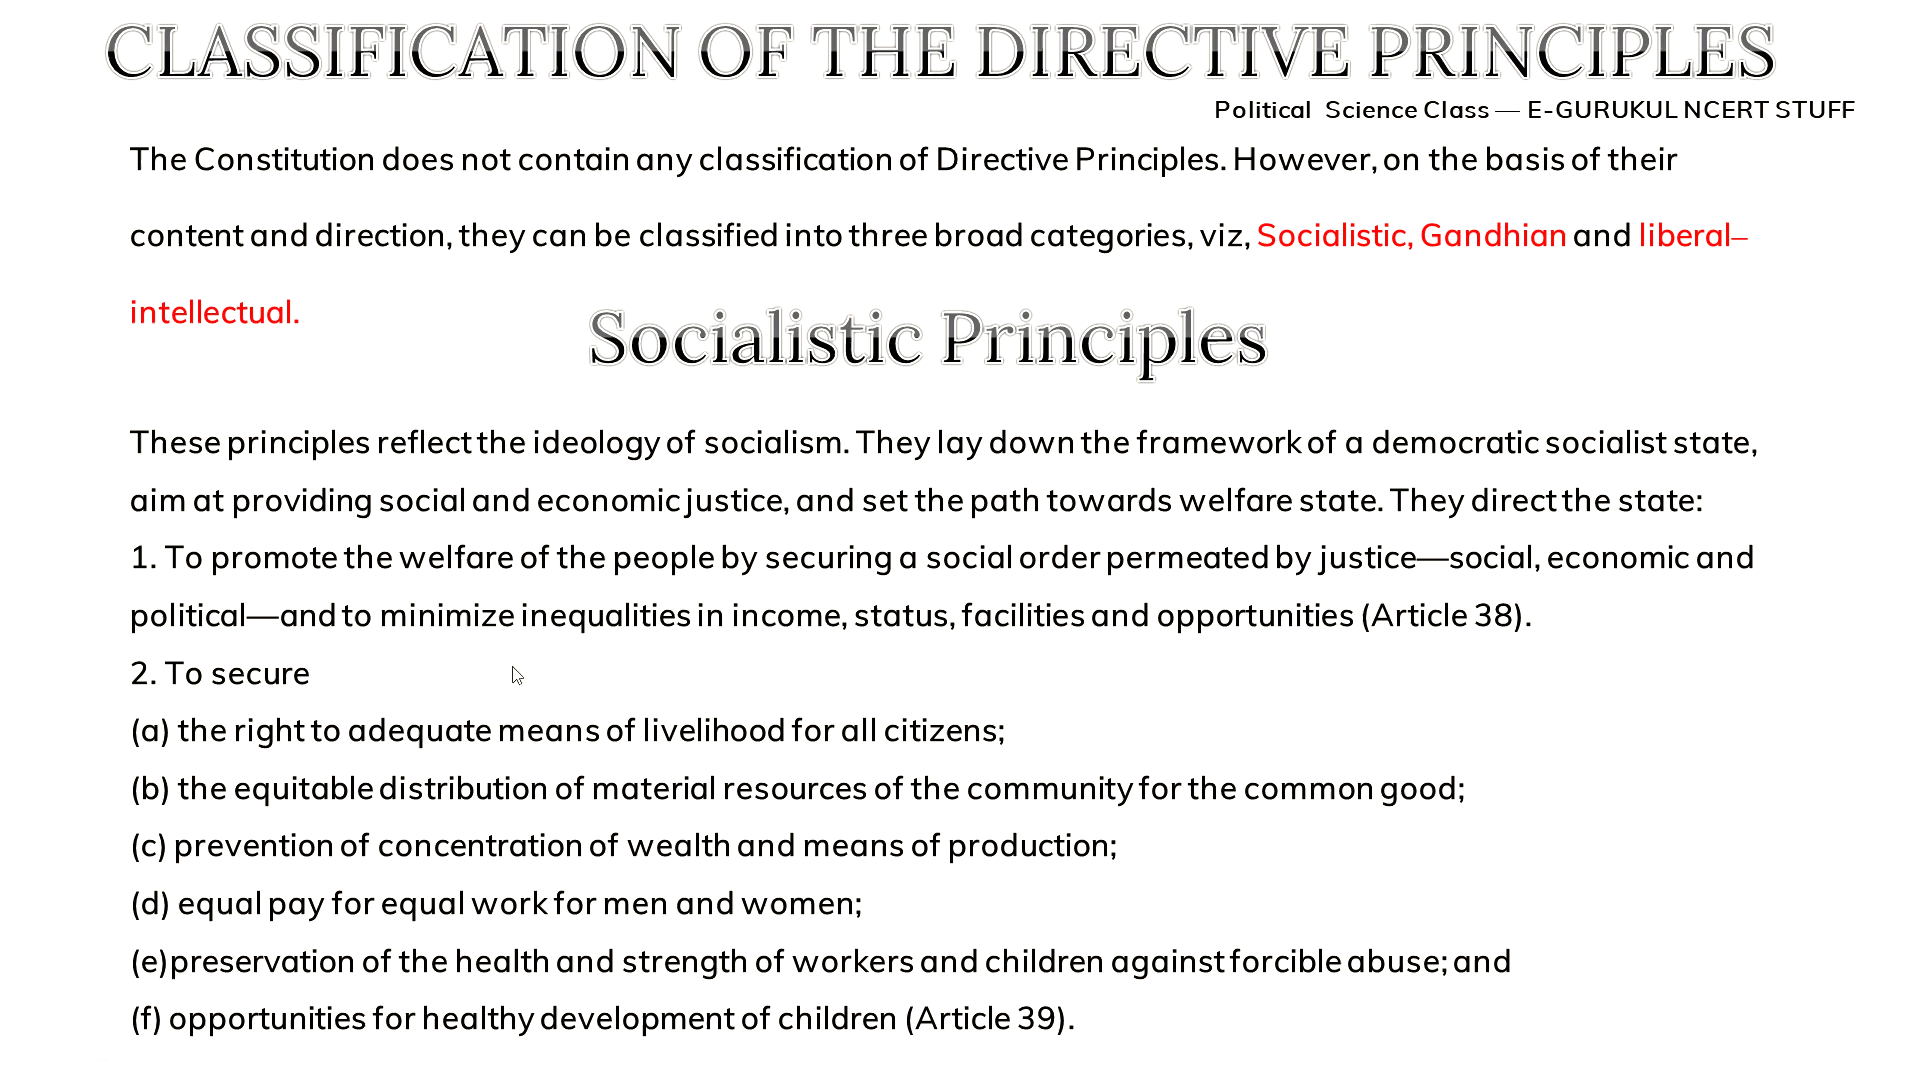 CLASSIFICATION OF THE DIRECTIVE PRINCIPLES
Political Science Class — E-GURUKUL NCERT STUFF
The Constitution does not contain any classification of Directive Principles. However, on the basis of their
content and direction, they can be classified into three broad categories, viz, Socialistic, Gandhian and liberal–
intellectual.
Socialistic Principles
These principles reflect the ideology of socialism. They lay down the framework of a democratic socialist state,
aim at providing social and economic justice, and set the path towards welfare state. They direct the state:
1. To promote the welfare of the people by securing a social order permeated by justice—social, economic and
political—and to minimize inequalities in income, status, facilities and opportunities (Article 38).
2. To secure
(a) the right to adequate means of livelihood for all citizens;
(b) the equitable distribution of material resources of the community for the common good;
(c) prevention of concentration of wealth and means of production;
(d) equal pay for equal work for men and women;
(e)preservation of the health and strength of workers and children against forcible abuse; and
(f) opportunities for healthy development of children (Article 39).